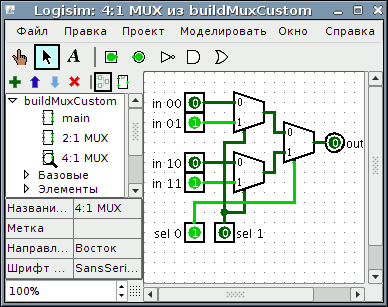 Logisim: 4:1 MUX из buildMuxCustom
Файл Правка Проект Моделировать Окно Справка
A
buildMuxCustom
main
2:1 MUX
4:1 MUX
Базовые
Элементы
Названи... 4:1 MUX
Метка
Направл... Восток
Шрифт ... SansSeri...
100%
in 00 0 0
in 01 1 1
0 0 out
1
in 10 0 0
in 11 1 1
sel 0 1 0 sel 1